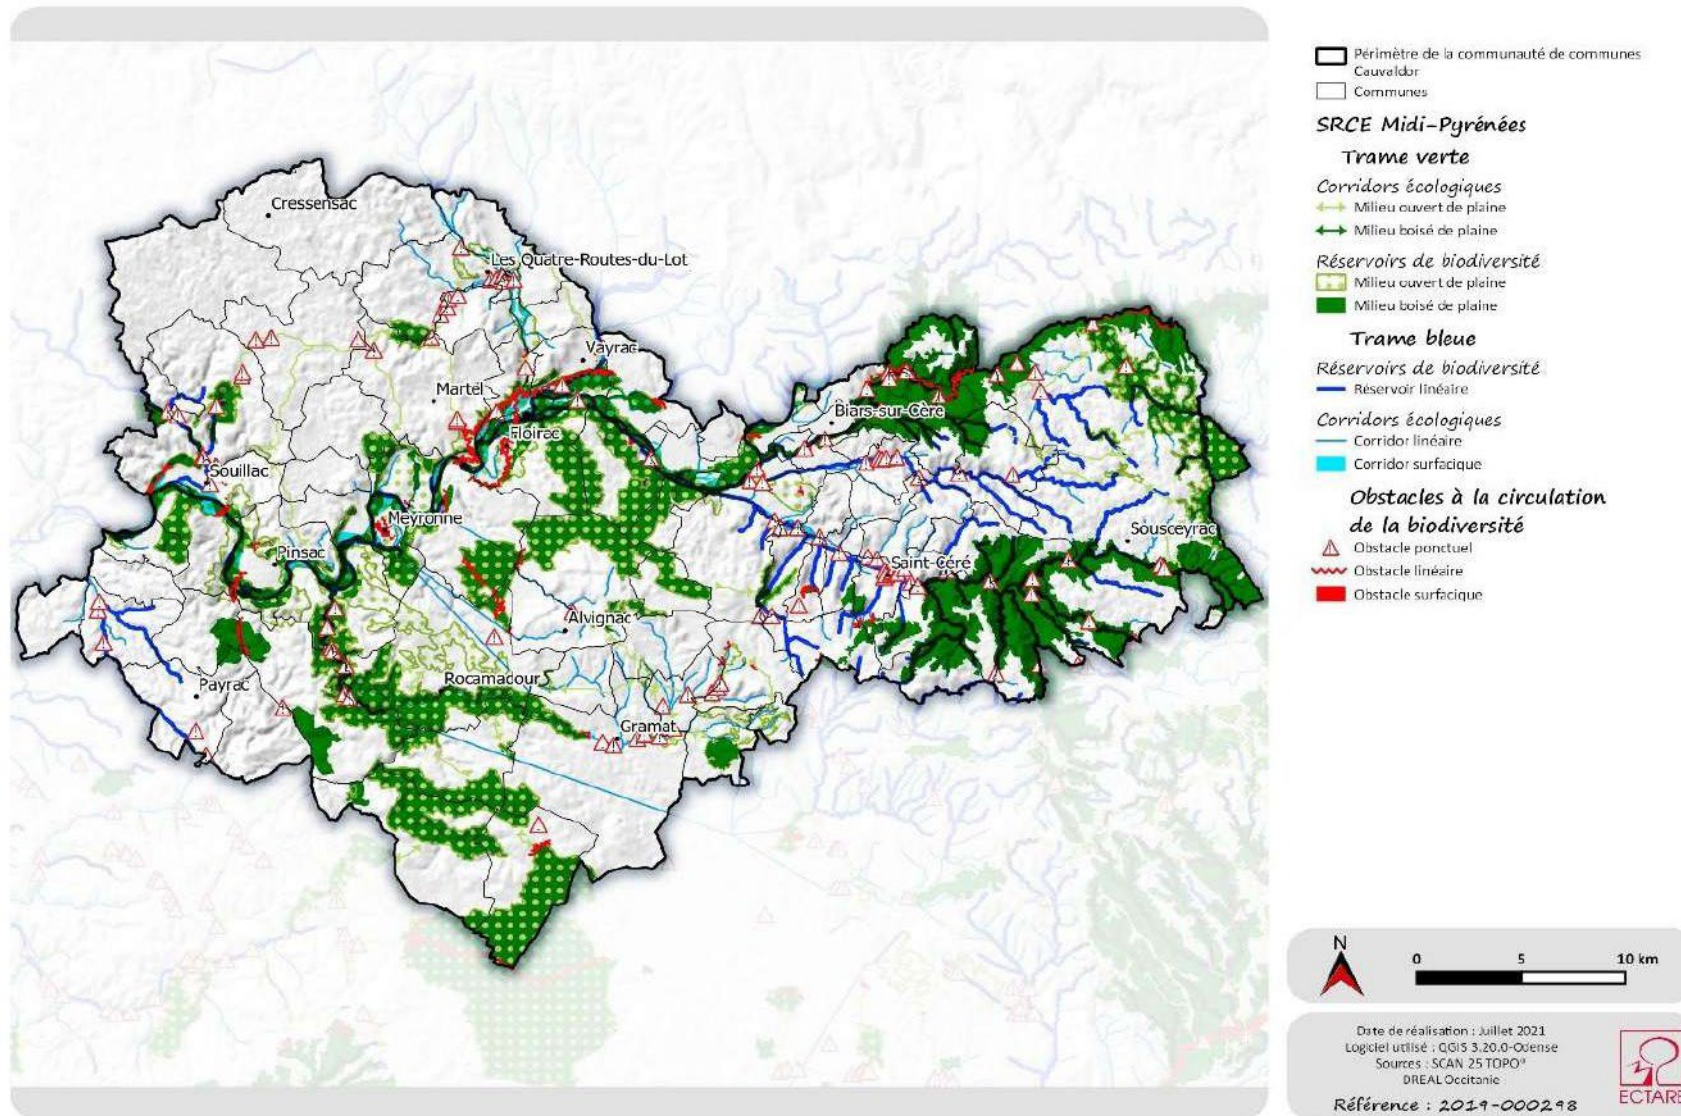 Cressensac
Les Quatre-Routes-du-Lot
Vayrac
Martel
Biars-sur-Cère
Floirac
Souillac
Meyronne
Sousceyrac
Pinsac
Saint-Céré
Alvignac
Rocamadour
Payrac
Gramat
Périmètre de la communauté de communes
Cauvaldor
Communes
SRCE Midi-Pyrénées
Trame verte
Corridors écologiques
Milieu ouvert de plaine
Milieu boisé de plaine
Réservoirs de biodiversité
Milieu ouvert de plaine
Milieu boisé de plaine
Trame bleue
Réservoirs de biodiversité
Réservoir linéaire
Corridors écologiques
Corridor linéaire
Corridor surfacique
Obstacles à la circulation
de la biodiversité
Obstacle ponctuel
Obstacle linéaire
Obstacle surfacique
N
0 5 10 km
Date de réalisation : Juillet 2021
Logiciel utilisé : QGIS 3.20.0-Odense
Sources : SCAN 25 TOPO®
DREAL Occitanie
Référence : 2019-000298
ECTARE